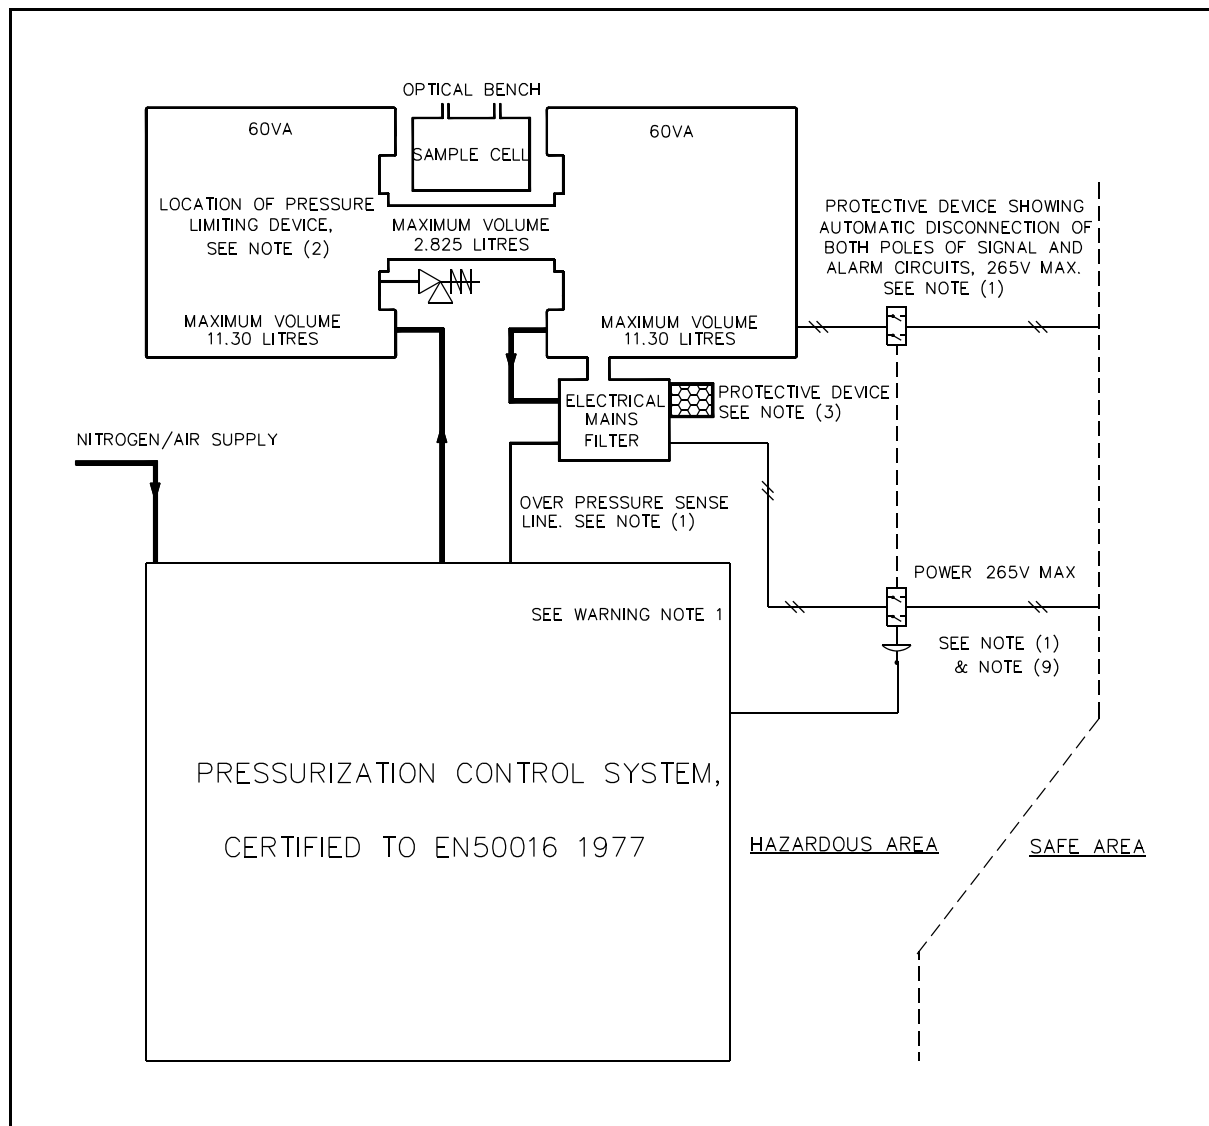 OPTICAL BENCH
60VA
60VA
SAMPLE CELL
LOCATION OF PRESSURE
LIMITING DEVICE,
SEE NOTE (2)
MAXIMUM VOLUME
2.825 LITRES
PROTECTIVE DEVICE SHOWING
AUTOMATIC DISCONNECTION OF
BOTH POLES OF SIGNAL AND
ALARM CIRCUITS, 265V MAX.
SEE NOTE (1)
MAXIMUM VOLUME
11.30 LITRES
MAXIMUM VOLUME
11.30 LITRES
ELECTRICAL
MAINS
FILTER
PROTECTIVE DEVICE
SEE NOTE (3)
NITROGEN/AIR SUPPLY
OVER PRESSURE SENSE
LINE. SEE NOTE (1)
POWER 265V MAX
SEE WARNING NOTE 1
SEE NOTE (1)
& NOTE (9)
PRESSURIZATION CONTROL SYSTEM,
CERTIFIED TO EN50016 1977
HAZARDOUS AREA
SAFE AREA